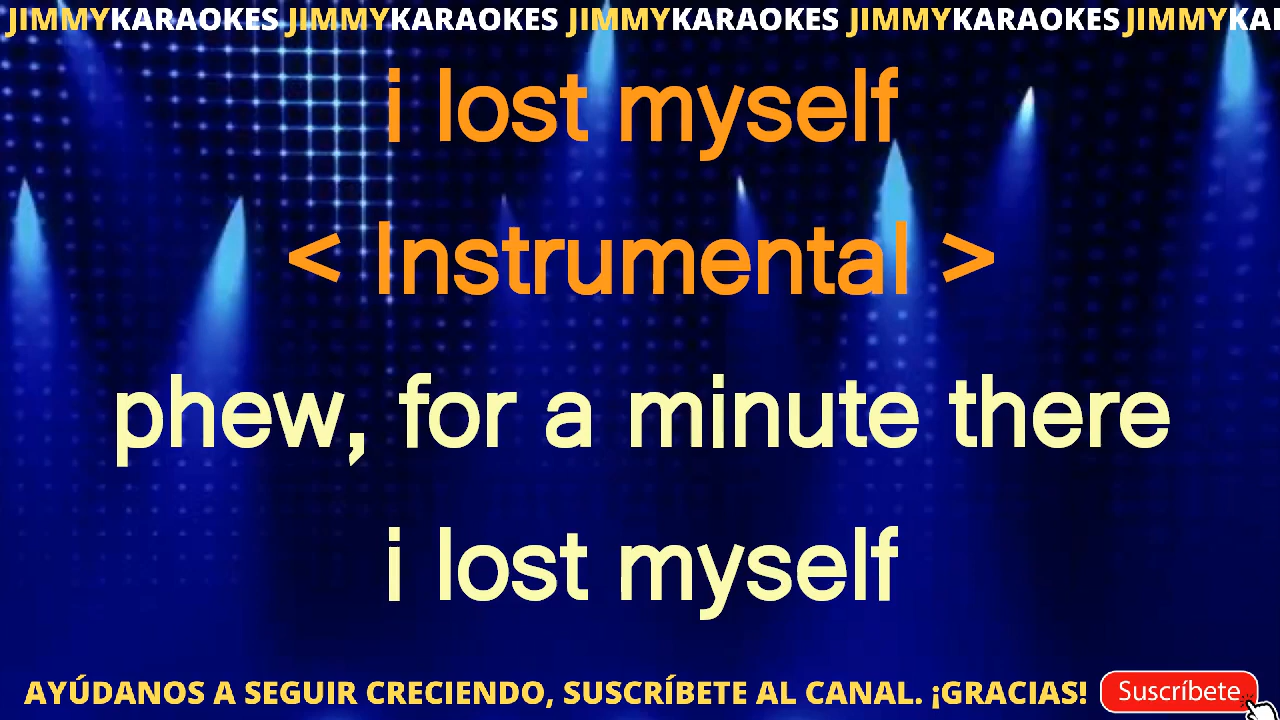 JIMMYKARAOKES JIMMYKARAOKES JIMMYKARAOKES JIMMYKARAOKES JIMMYKA
i lost myself
< Instrumental >
phew, for a minute there
i lost myself
AYÚDANOS A SEGUIR CRECIENDO, SUSCRÍBETE AL CANAL. ¡GRACIAS! Suscríbete